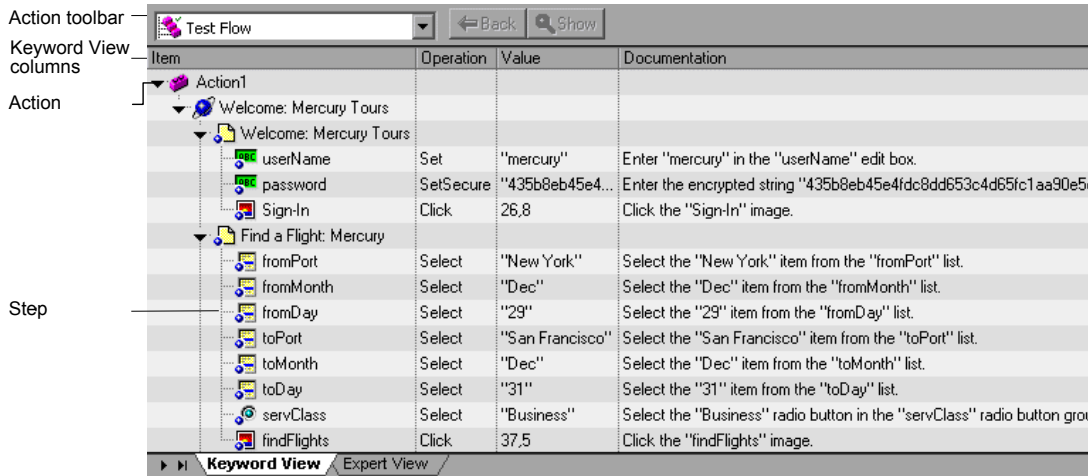 Action toolbar
Test Flow
Back
Show
Keyword View columns
Item Operation Value Documentation
Action
Action1
Welcome: Mercury Tours
Welcome: Mercury Tours
userName Set "mercury" Enter "mercury" in the "userName" edit box.
password SetSecure "435b8eb45e4... Enter the encrypted string "435b8eb45e4fdc8dd653c4d65fc1aa90e5
Sign-In Click 26,8 Click the "Sign-In" image.
Find a Flight: Mercury
fromPort Select "New York" Select the "New York" item from the "fromPort" list.
fromMonth Select "Dec" Select the "Dec" item from the "fromMonth" list.
Step
fromDay Select "29" Select the "29" item from the "fromDay" list.
toPort Select "San Francisco" Select the "San Francisco" item from the "toPort" list.
toMonth Select "Dec" Select the "Dec" item from the "toMonth" list.
toDay Select "31" Select the "31" item from the "toDay" list.
servClass Select "Business" Select the "Business" radio button in the "servClass" radio button grou
findFlights Click 37,5 Click the "findFlights" image.
Keyword View Expert View